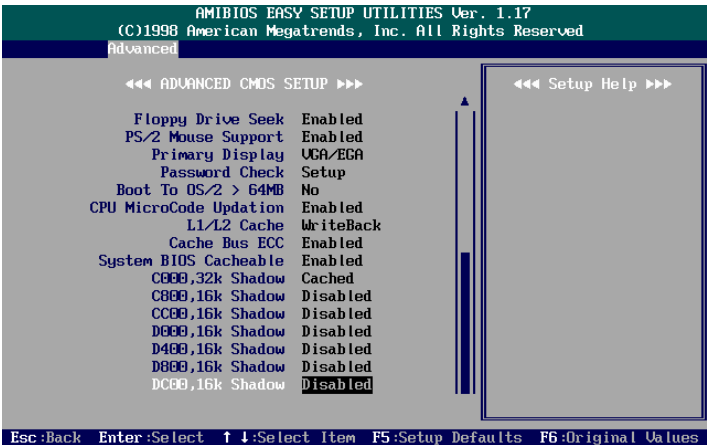 AMIBIOS EASY SETUP UTILITIES Ver. 1.17
(C)1998 American Megatrends, Inc. All Rights Reserved
Advanced
◄◄◄ ADVANCED CMOS SETUP ►►►
◄◄◄ Setup Help ►►►
Floppy Drive Seek Enabled
PS/2 Mouse Support Enabled
Primary Display VGA/EGA
Password Check Setup
Boot To OS/2 > 64MB No
CPU MicroCode Updation Enabled
L1/L2 Cache WriteBack
Cache Bus ECC Enabled
System BIOS Cacheable Enabled
C000,32k Shadow Cached
C800,16k Shadow Disabled
CC00,16k Shadow Disabled
D000,16k Shadow Disabled
D400,16k Shadow Disabled
D800,16k Shadow Disabled
DC00,16k Shadow Disabled
Esc:Back Enter:Select ↑ ↓:Select Item F5:Setup Defaults F6:Original Values